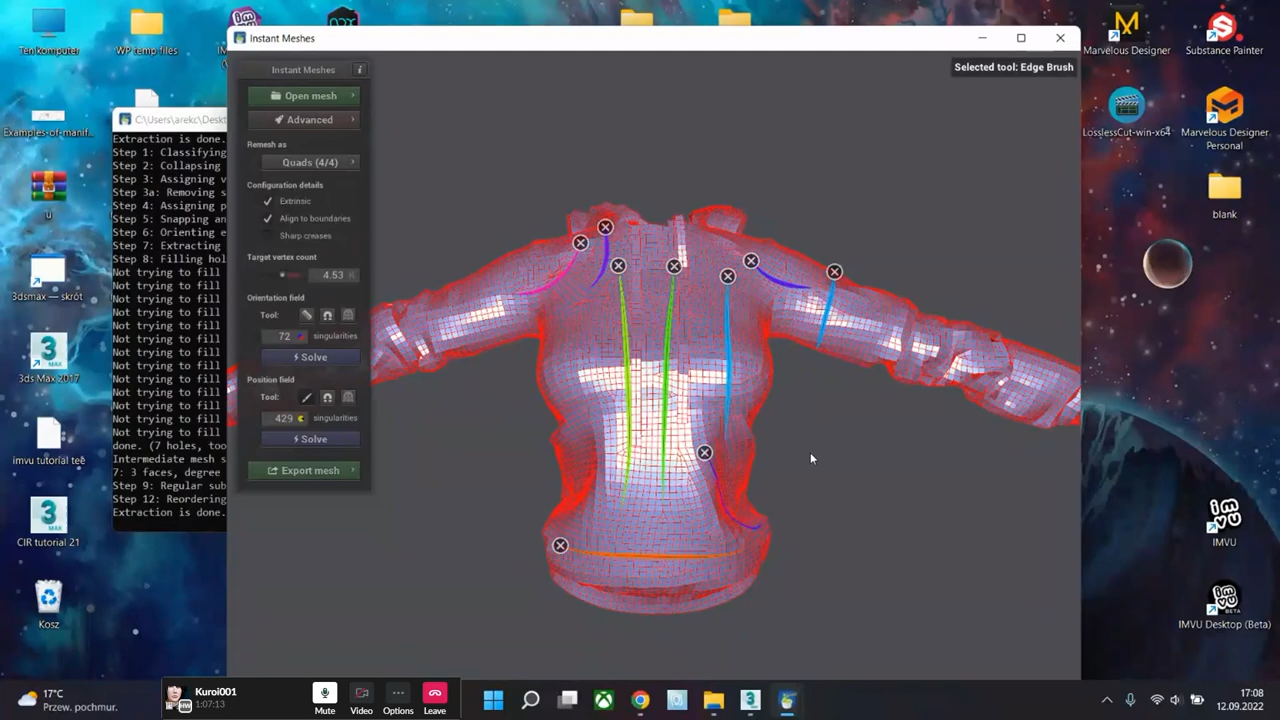 Ten komputer
WP temp files
Instant Meshes
Marvelous Designer
Substance Painter
Selected tool: Edge Brush
Instant Meshes
i
Open mesh
Advanced
Remesh as
Quads (4/4)
Configuration details
Extrinsic
Align to boundaries
Sharp creases
Target vertex count
4.53
Orientation field
Tool:
72
singularities
Solve
Position field
Tool:
429
singularities
Solve
Export mesh
Examples-of-manif...
u
3dsmax — skrót
3ds Max 2017
imvu tutorial tee
CIR tutorial 21
Kosz
C:\Users\arekc\Deskt
Extraction is done.
Step 1: Classifying
Step 2: Collapsing
Step 3: Assigning v
Step 3a: Removing s
Step 4: Assigning p
Step 5: Snapping an
Step 6: Orienting e
Step 7: Extracting
Step 8: Filling hol
Not trying to fill
Not trying to fill
Not trying to fill
Not trying to fill
Not trying to fill
Not trying to fill
Not trying to fill
Not trying to fill
Not trying to fill
Not trying to fill
Not trying to fill
Not trying to fill
Not trying to fill
done. (7 holes, too
Intermediate mesh s
7: 3 faces, degree
Step 9: Regular sub
Step 12: Reordering
Extraction is done.
LosslessCut-win-x64
Marvelous Designer
Personal
blank
IMVU
IMVU Desktop (Beta)
17°C
Przew. pochmur.
Kuroi001
1:07:13
Mute
Video
Options
Leave
17:08
12.09.2022